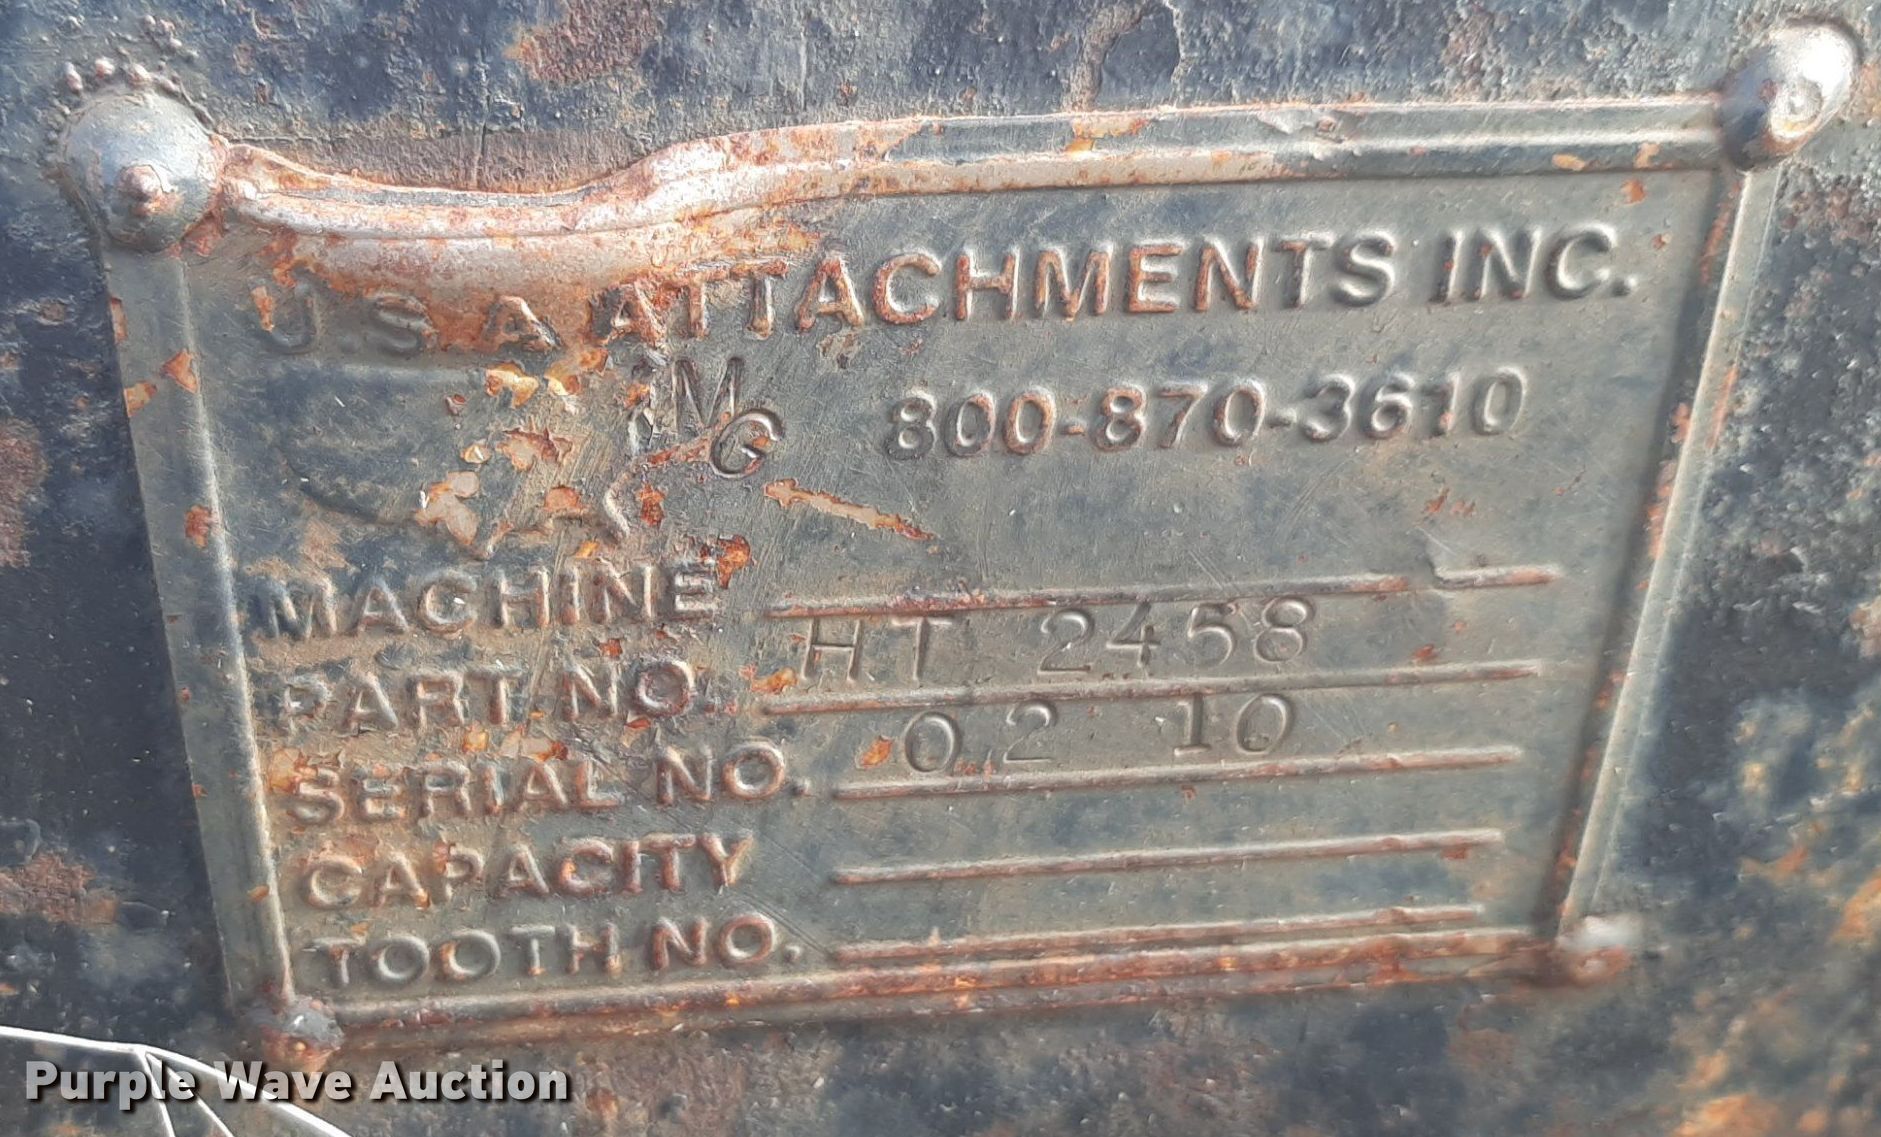 U.S.A. ATTACHMENTS INC.
MG 800-870-3610
MACHINE
PART NO. HT 2458
SERIAL NO. 02 10
CAPACITY
TOOTH NO.
Purple Wave Auction